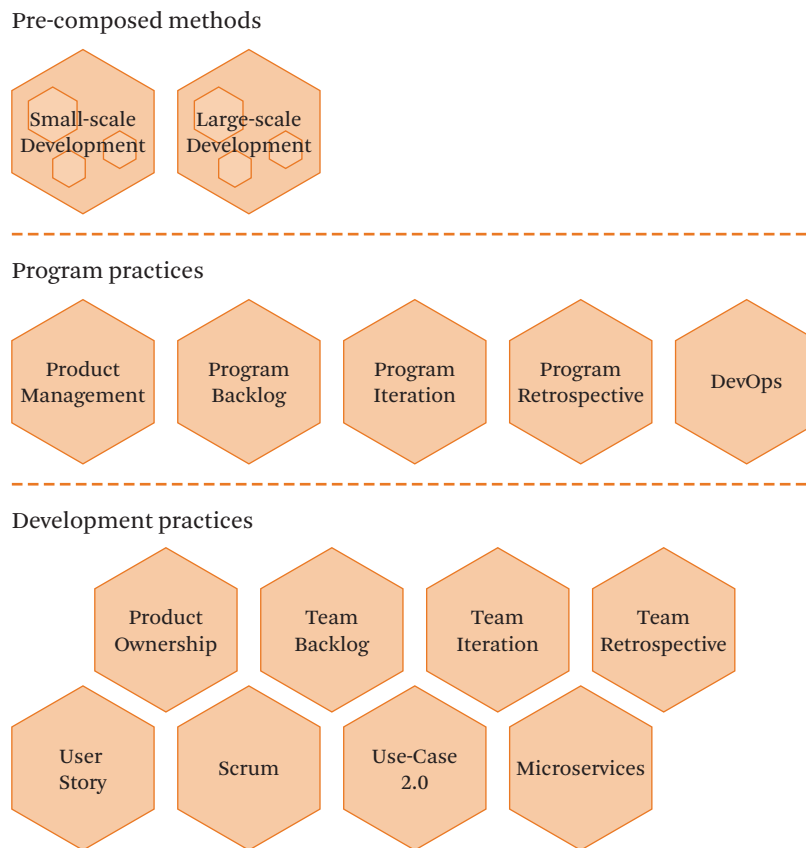 Pre-composed methods
Small-scale
Development
Large-scale
Development
Program practices
Product
Management
Program
Backlog
Program
Iteration
Program
Retrospective
DevOps
Development practices
Product
Ownership
Team
Backlog
Team
Iteration
Team
Retrospective
User
Story
Scrum
Use-Case
2.0
Microservices